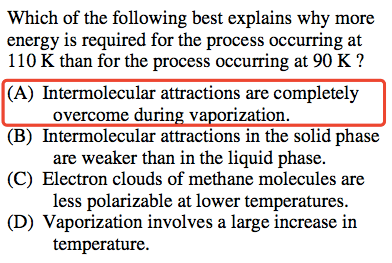 Which of the following best explains why more
energy is required for the process occurring at
110 K than for the process occurring at 90 K ?
(A) Intermolecular attractions are completely
overcome during vaporization.
(B) Intermolecular attractions in the solid phase
are weaker than in the liquid phase.
(C) Electron clouds of methane molecules are
less polarizable at lower temperatures.
(D) Vaporization involves a large increase in
temperature.